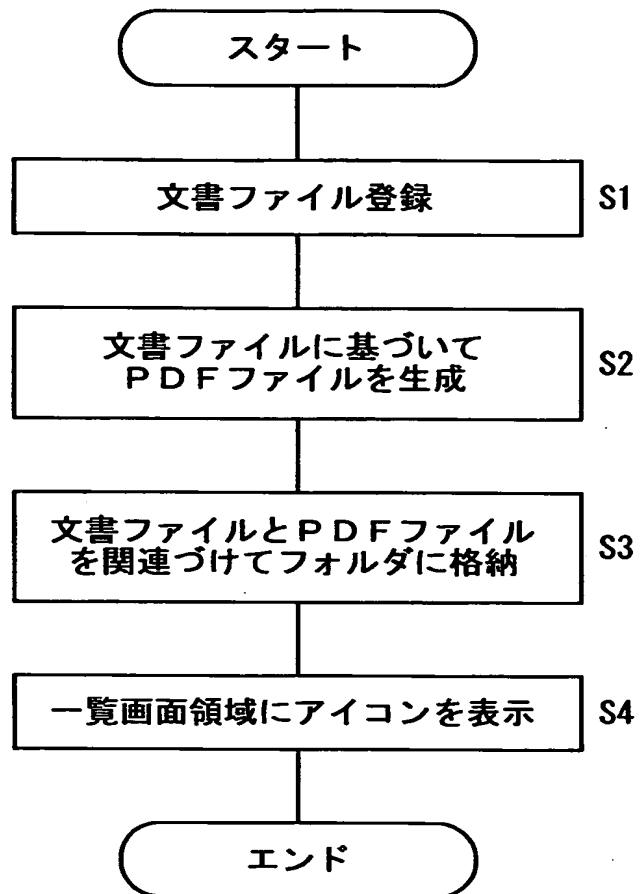 スタート
文書ファイル登録
S1
文書ファイルに基づいて
ＰＤＦファイルを生成
S2
文書ファイルとＰＤＦファイル
を関連づけてフォルダに格納
S3
一覧画面領域にアイコンを表示
S4
エンド